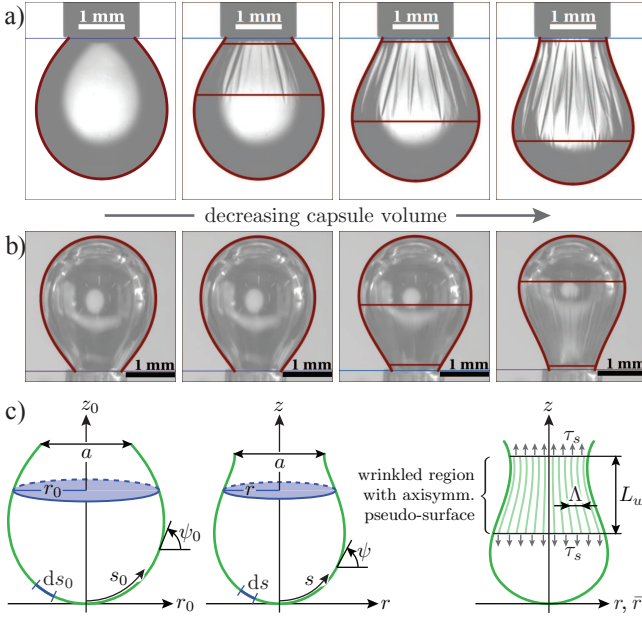 a)
1 mm
1 mm
1 mm
1 mm
decreasing capsule volume
b)
1 mm
1 mm
1 mm
1 mm
c)
z₀
z
z
a
a
τₛ
r₀
r
wrinkled region
with axisymm.
pseudo-surface
Λ
L_w
ψ₀
ψ
τₛ
ds₀
s₀
ds
s
r₀
r
r, r̄